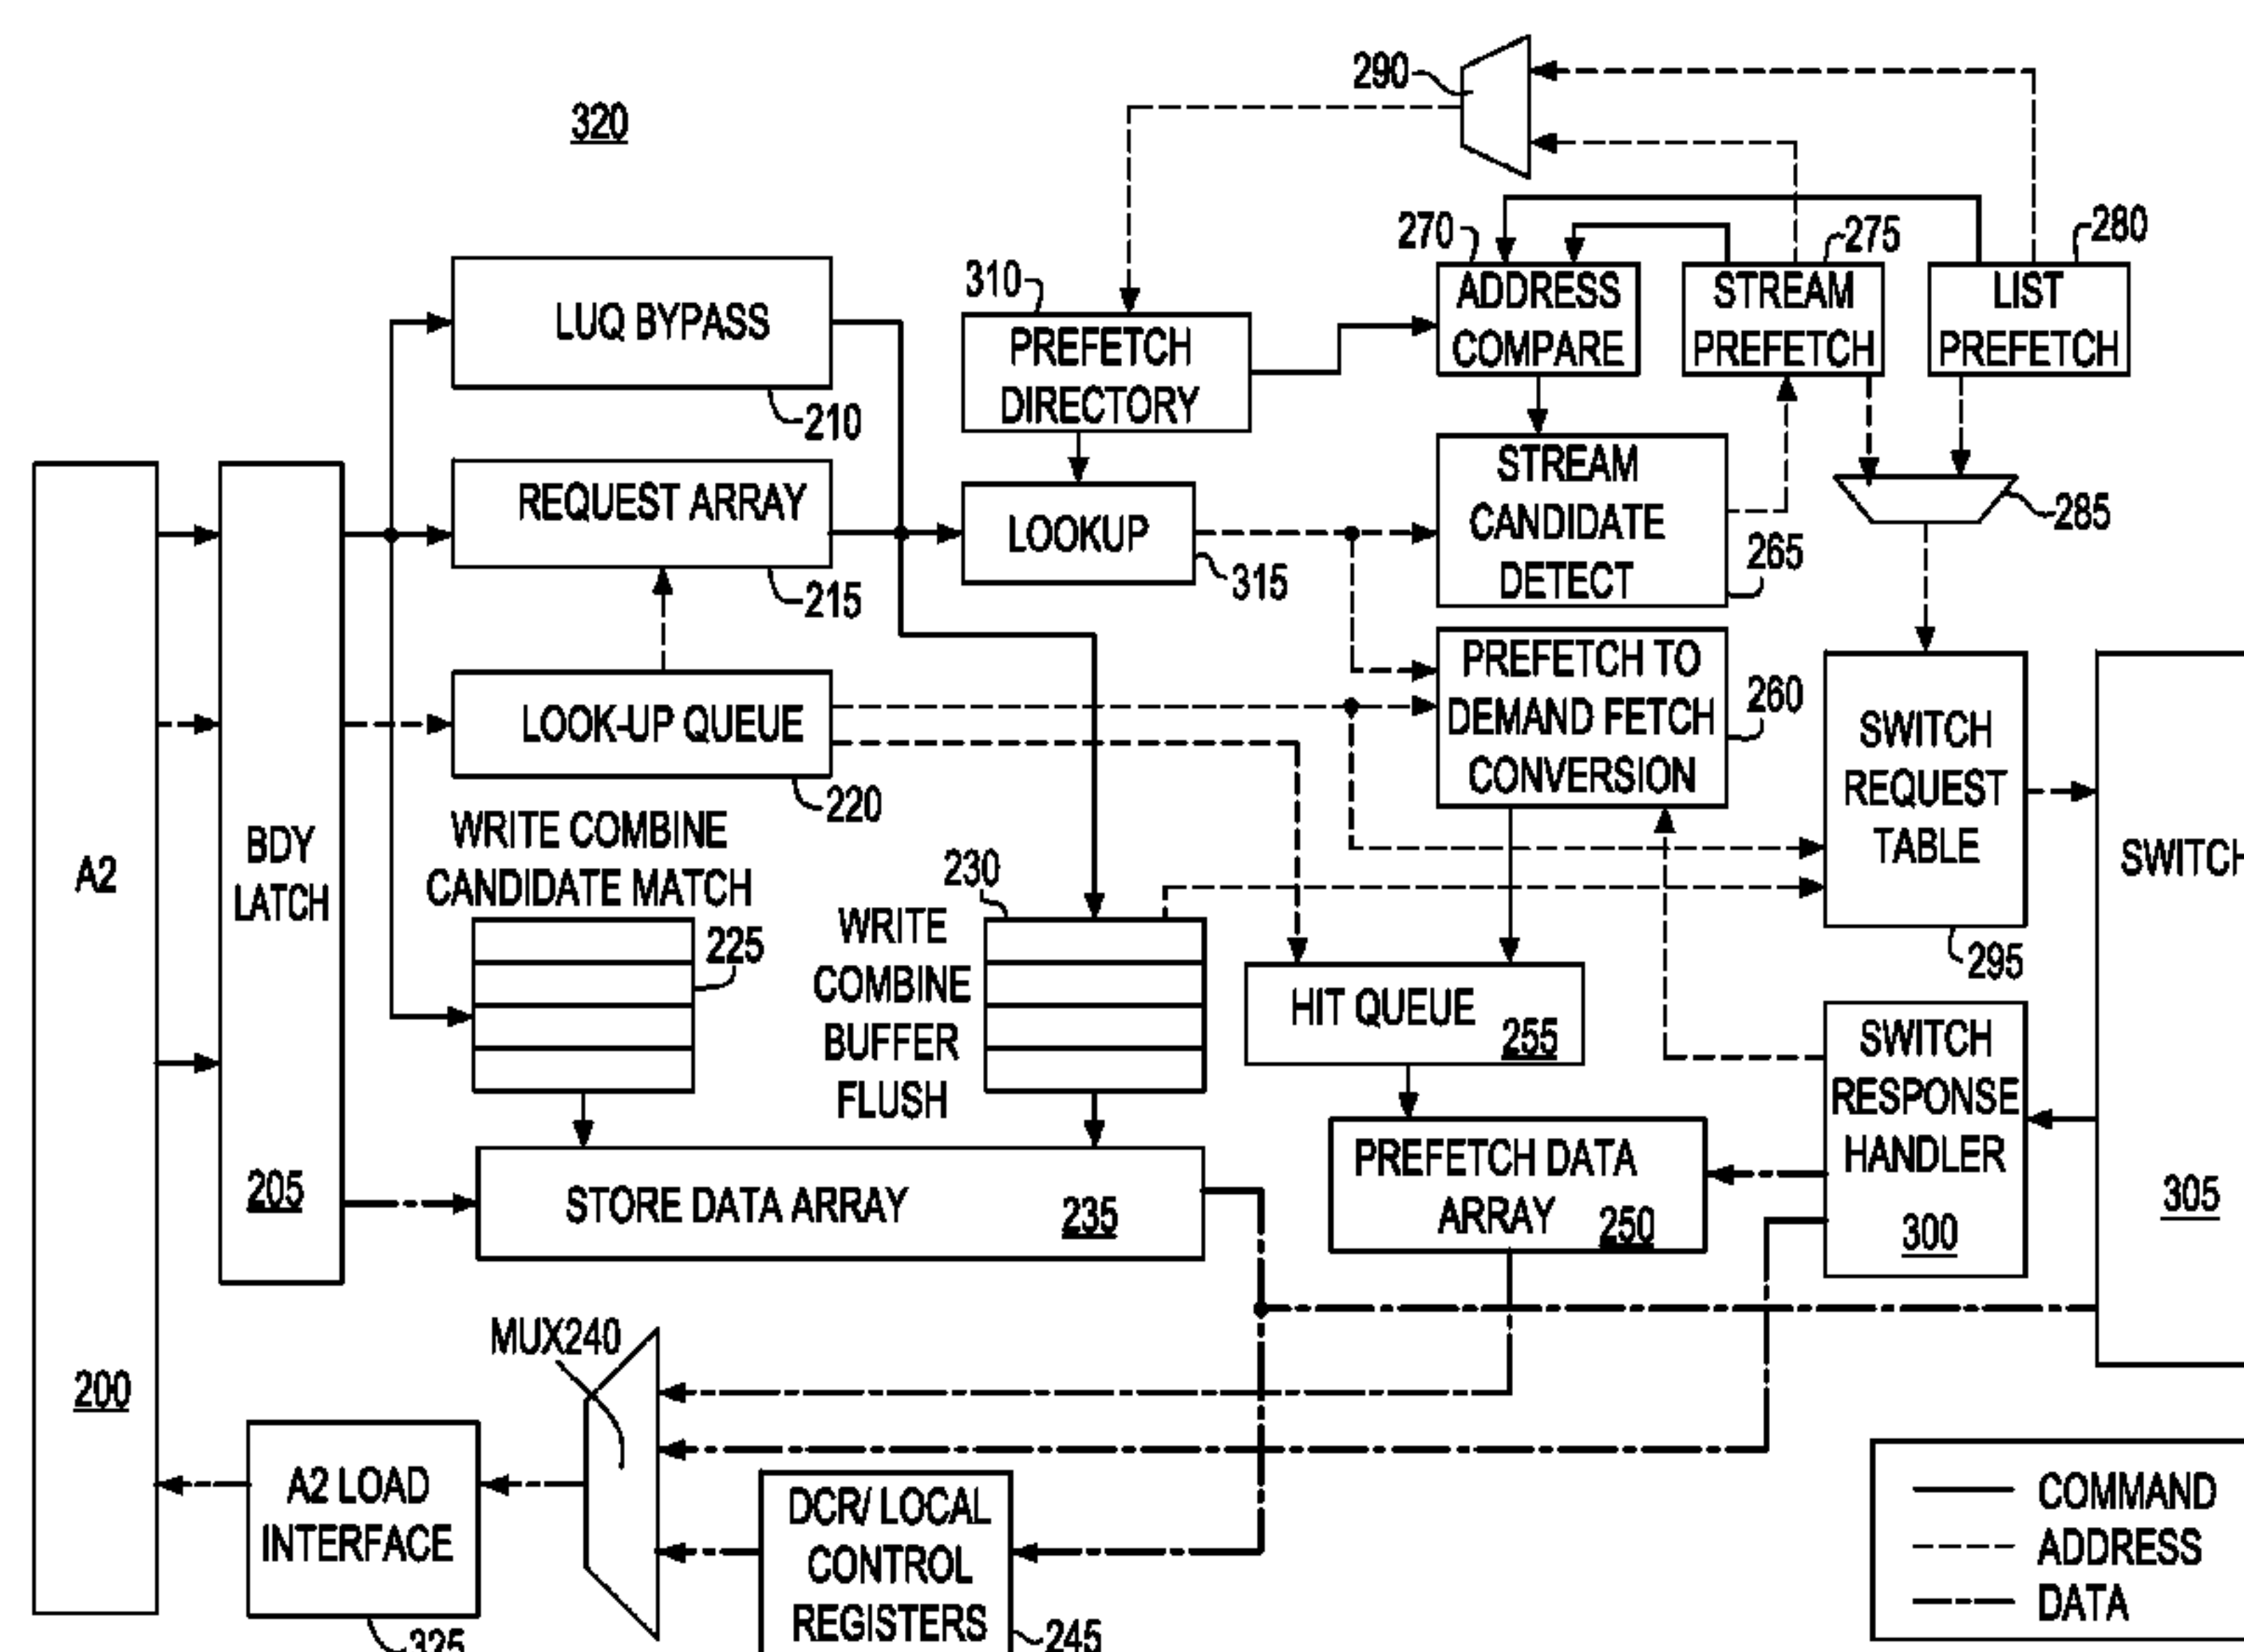 320
290
270
275
280
310
LUQ BYPASS
210
PREFETCH
DIRECTORY
ADDRESS
COMPARE
STREAM
PREFETCH
LIST
PREFETCH
REQUEST ARRAY
215
LOOKUP
315
STREAM
CANDIDATE
DETECT
265
285
LOOK-UP QUEUE
220
PREFETCH TO
DEMAND FETCH
CONVERSION
260
SWITCH
REQUEST
TABLE
295
A2
200
BDY
LATCH
205
WRITE COMBINE
CANDIDATE MATCH
225
230
WRITE
COMBINE
BUFFER
FLUSH
HIT QUEUE
255
SWITCH
RESPONSE
HANDLER
300
SWITCH
305
STORE DATA ARRAY 235
PREFETCH DATA
ARRAY 250
MUX240
A2 LOAD
INTERFACE
325
DCR/ LOCAL
CONTROL
REGISTERS
245
COMMAND
ADDRESS
DATA